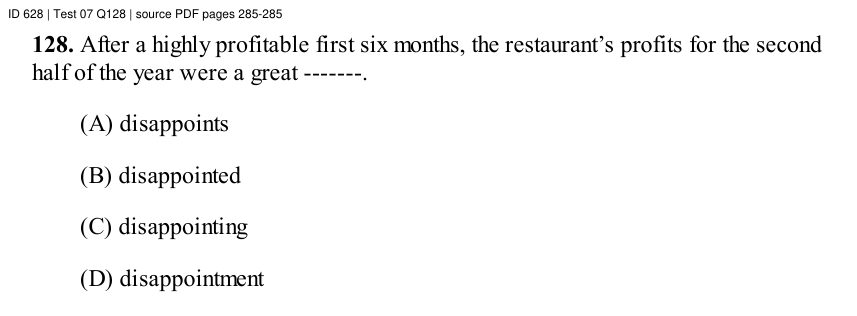 ID 628 | Test 07 Q128 | source PDF pages 285-285
128. After a highly profitable first six months, the restaurant’s profits for the second
half of the year were a great -------.
(A) disappoints
(B) disappointed
(C) disappointing
(D) disappointment